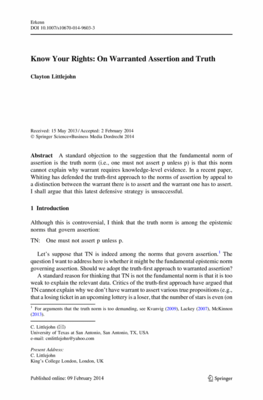 Erkenn
DOI 10.1007/s10670-014-9603-3
Know Your Rights: On Warranted Assertion and Truth
Clayton Littlejohn
Received: 15 May 2013 / Accepted: 2 February 2014
© Springer Science+Business Media Dordrecht 2014
Abstract A standard objection to the suggestion that the fundamental norm of
assertion is the truth norm (i.e., one must not assert p unless p) is that this norm
cannot explain why warrant requires knowledge-level evidence. In a recent paper,
Whiting has defended the truth-first approach to the norms of assertion by appeal to
a distinction between the warrant there is to assert and the warrant one has to assert.
I shall argue that this latest defensive strategy is unsuccessful.
1 Introduction
Although this is controversial, I think that the truth norm is among the epistemic
norms that govern assertion:
TN: One must not assert p unless p.
Let's suppose that TN is indeed among the norms that govern assertion.1 The
question I want to address here is whether it might be the fundamental epistemic norm
governing assertion. Should we adopt the truth-first approach to warranted assertion?
A standard reason for thinking that TN is not the fundamental norm is that it is too
weak to explain the relevant data. Critics of the truth-first approach have argued that
TN cannot explain why we don't have warrant to assert various true propositions (e.g.,
that a losing ticket in an upcoming lottery is a loser, that the number of stars is even (on
1 For arguments that the truth norm is too demanding, see Kvanvig (2009), Lackey (2007), McKinnon
(2013).
C. Littlejohn
University of Texas at San Antonio, San Antonio, TX, USA
e-mail: cmlittlejohn@yahoo.com
Present Address:
C. Littlejohn
King's College London, London, UK
Published online: 09 February 2014
Springer